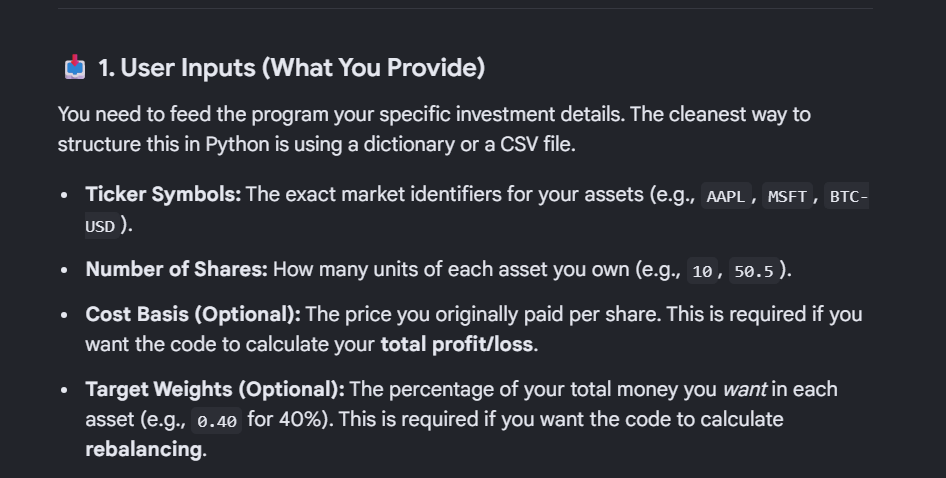 📥 1. User Inputs (What You Provide)
You need to feed the program your specific investment details. The cleanest way to
structure this in Python is using a dictionary or a CSV file.
• Ticker Symbols: The exact market identifiers for your assets (e.g., AAPL, MSFT, BTC-
USD).
• Number of Shares: How many units of each asset you own (e.g., 10, 50.5).
• Cost Basis (Optional): The price you originally paid per share. This is required if you
want the code to calculate your total profit/loss.
• Target Weights (Optional): The percentage of your total money you want in each
asset (e.g., 0.40 for 40%). This is required if you want the code to calculate
rebalancing.